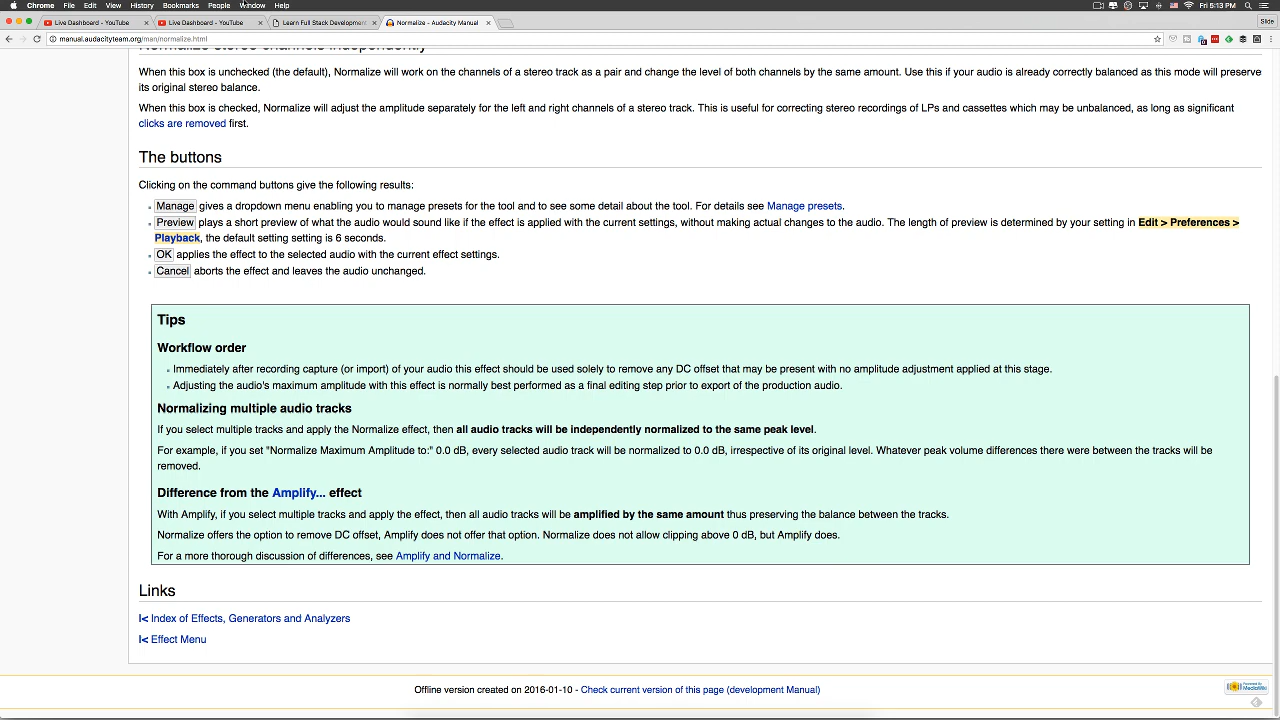 Chrome File Edit View History Bookmarks People Window Help Fri 5:13 PM
Live Dashboard - YouTube Live Dashboard - YouTube Learn Full Stack Development Normalize - Audacity Manual Slide
manual.audacityteam.org/man/normalize.html
Normalize stereo channels independently
When this box is unchecked (the default), Normalize will work on the channels of a stereo track as a pair and change the level of both channels by the same amount. Use this if your audio is already correctly balanced as this mode will preserve
its original stereo balance.
When this box is checked, Normalize will adjust the amplitude separately for the left and right channels of a stereo track. This is useful for correcting stereo recordings of LPs and cassettes which may be unbalanced, as long as significant
clicks are removed first.
The buttons
Clicking on the command buttons give the following results:
Manage gives a dropdown menu enabling you to manage presets for the tool and to see some detail about the tool. For details see Manage presets.
Preview plays a short preview of what the audio would sound like if the effect is applied with the current settings, without making actual changes to the audio. The length of preview is determined by your setting in Edit > Preferences >
Playback, the default setting setting is 6 seconds.
OK applies the effect to the selected audio with the current effect settings.
Cancel aborts the effect and leaves the audio unchanged.
Tips
Workflow order
Immediately after recording capture (or import) of your audio this effect should be used solely to remove any DC offset that may be present with no amplitude adjustment applied at this stage.
Adjusting the audio's maximum amplitude with this effect is normally best performed as a final editing step prior to export of the production audio.
Normalizing multiple audio tracks
If you select multiple tracks and apply the Normalize effect, then all audio tracks will be independently normalized to the same peak level.
For example, if you set "Normalize Maximum Amplitude to:" 0.0 dB, every selected audio track will be normalized to 0.0 dB, irrespective of its original level. Whatever peak volume differences there were between the tracks will be
removed.
Difference from the Amplify... effect
With Amplify, if you select multiple tracks and apply the effect, then all audio tracks will be amplified by the same amount thus preserving the balance between the tracks.
Normalize offers the option to remove DC offset, Amplify does not offer that option. Normalize does not allow clipping above 0 dB, but Amplify does.
For a more thorough discussion of differences, see Amplify and Normalize.
Links
|< Index of Effects, Generators and Analyzers
|< Effect Menu
Offline version created on 2016-01-10 - Check current version of this page (development Manual)
Powered By
MediaWiki